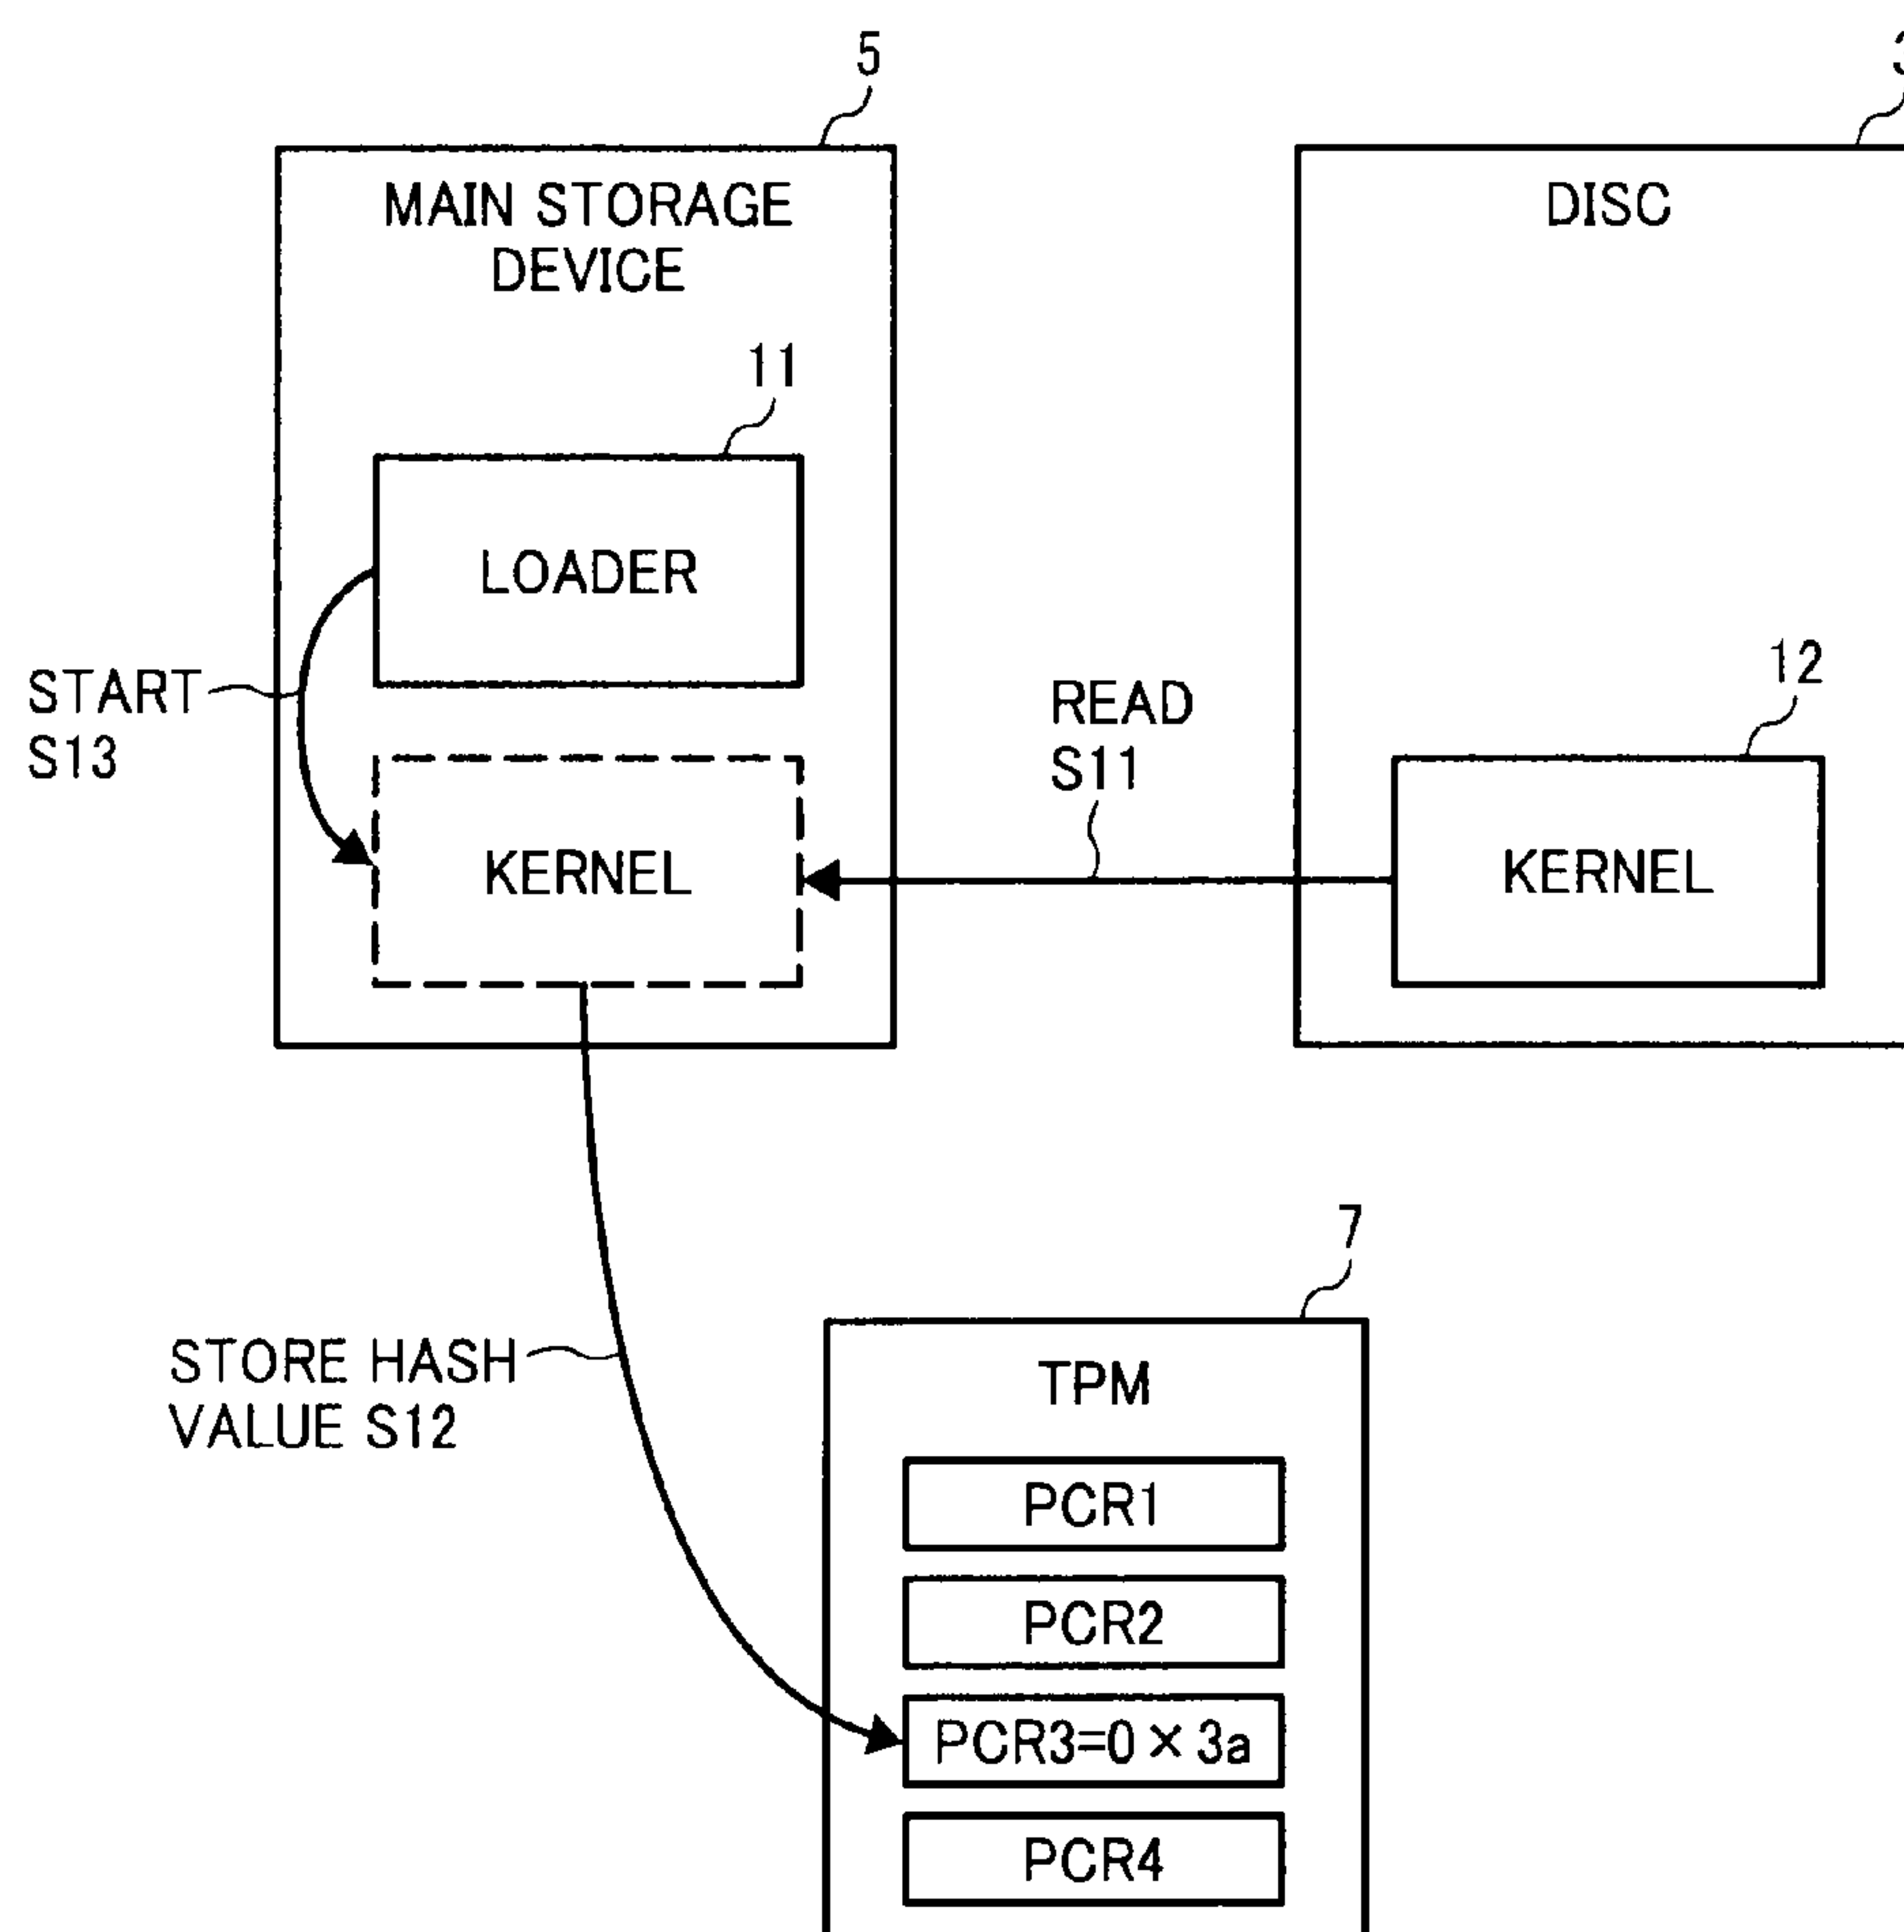 5
MAIN STORAGE
DEVICE
DISC
11
LOADER
START
S13
READ
S11
12
KERNEL
KERNEL
7
STORE HASH
VALUE S12
TPM
PCR1
PCR2
PCR3=0 × 3a
PCR4